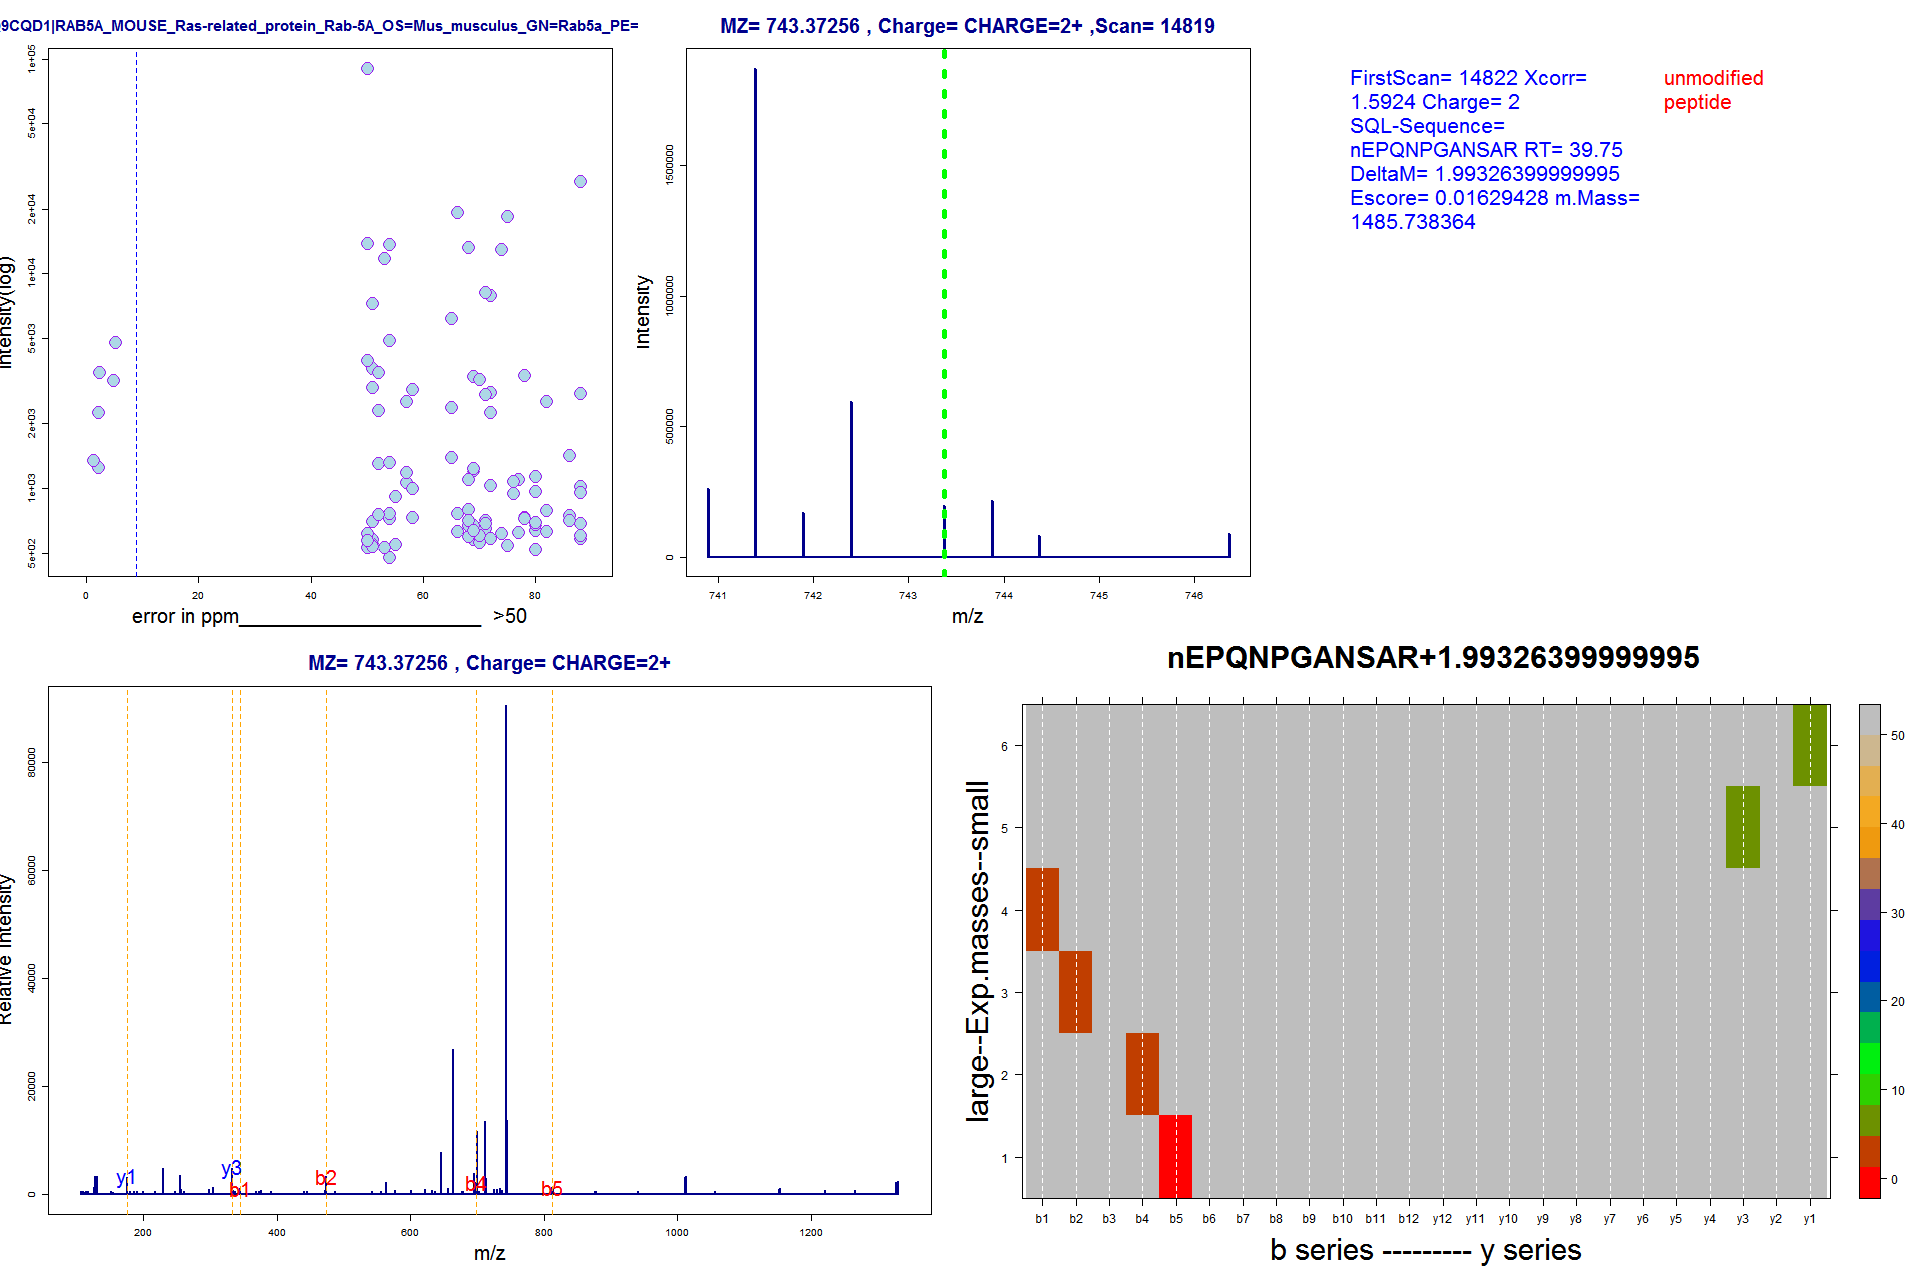 9CQD1|RAB5A_MOUSE_Ras-related_protein_Rab-5A_OS=Mus_musculus_GN=Rab5a_PE=
Intensity(log)
1e+05
5e+04
2e+04
1e+04
5e+03
2e+03
1e+03
5e+02
0 20 40 60 80
error in ppm______________________ >50
MZ= 743.37256 , Charge= CHARGE=2+ ,Scan= 14819
Intensity
1500000
1000000
500000
0
741 742 743 744 745 746
m/z
FirstScan= 14822 Xcorr=
1.5924 Charge= 2
SQL-Sequence=
nEPQNPGANSAR RT= 39.75
DeltaM= 1.99326399999995
Escore= 0.01629428 m.Mass=
1485.738364
unmodified
peptide
MZ= 743.37256 , Charge= CHARGE=2+
Relative Intensity
80000
60000
40000
20000
0
y1 y3 b1 b2 b4 b5
200 400 600 800 1000 1200
m/z
nEPQNPGANSAR+1.99326399999995
large--Exp.masses--small
6
5
4
3
2
1
b1 b2 b3 b4 b5 b6 b7 b8 b9 b10 b11 b12 y12 y11 y10 y9 y8 y7 y6 y5 y4 y3 y2 y1
b series --------- y series
50
40
30
20
10
0